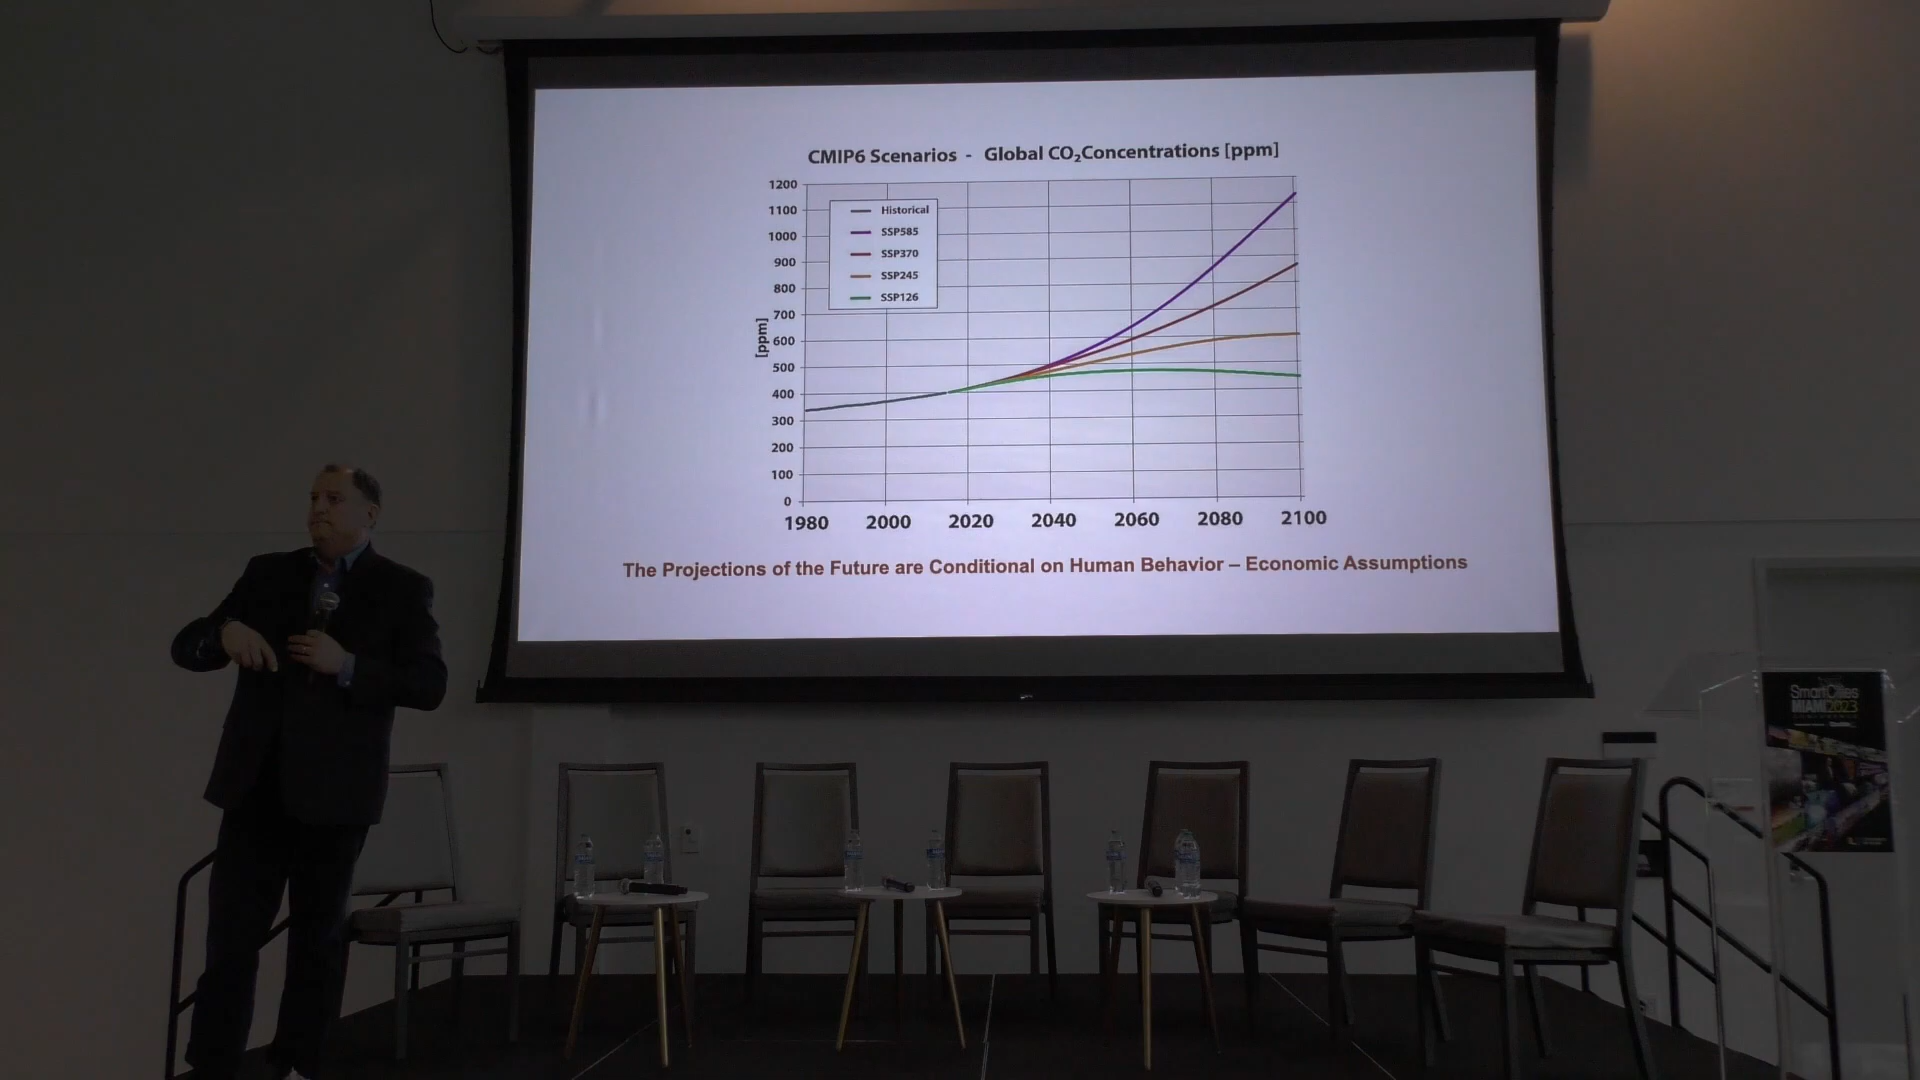 CMIP6 Scenarios - Global CO₂Concentrations [ppm]
1200
1100
1000
900
800
700
600
500
400
300
200
100
0
[ppm]
Historical
SSP585
SSP370
SSP245
SSP126
1980 2000 2020 2040 2060 2080 2100
The Projections of the Future are Conditional on Human Behavior – Economic Assumptions
SmartCities
MIAMI2023
CONFERENCE